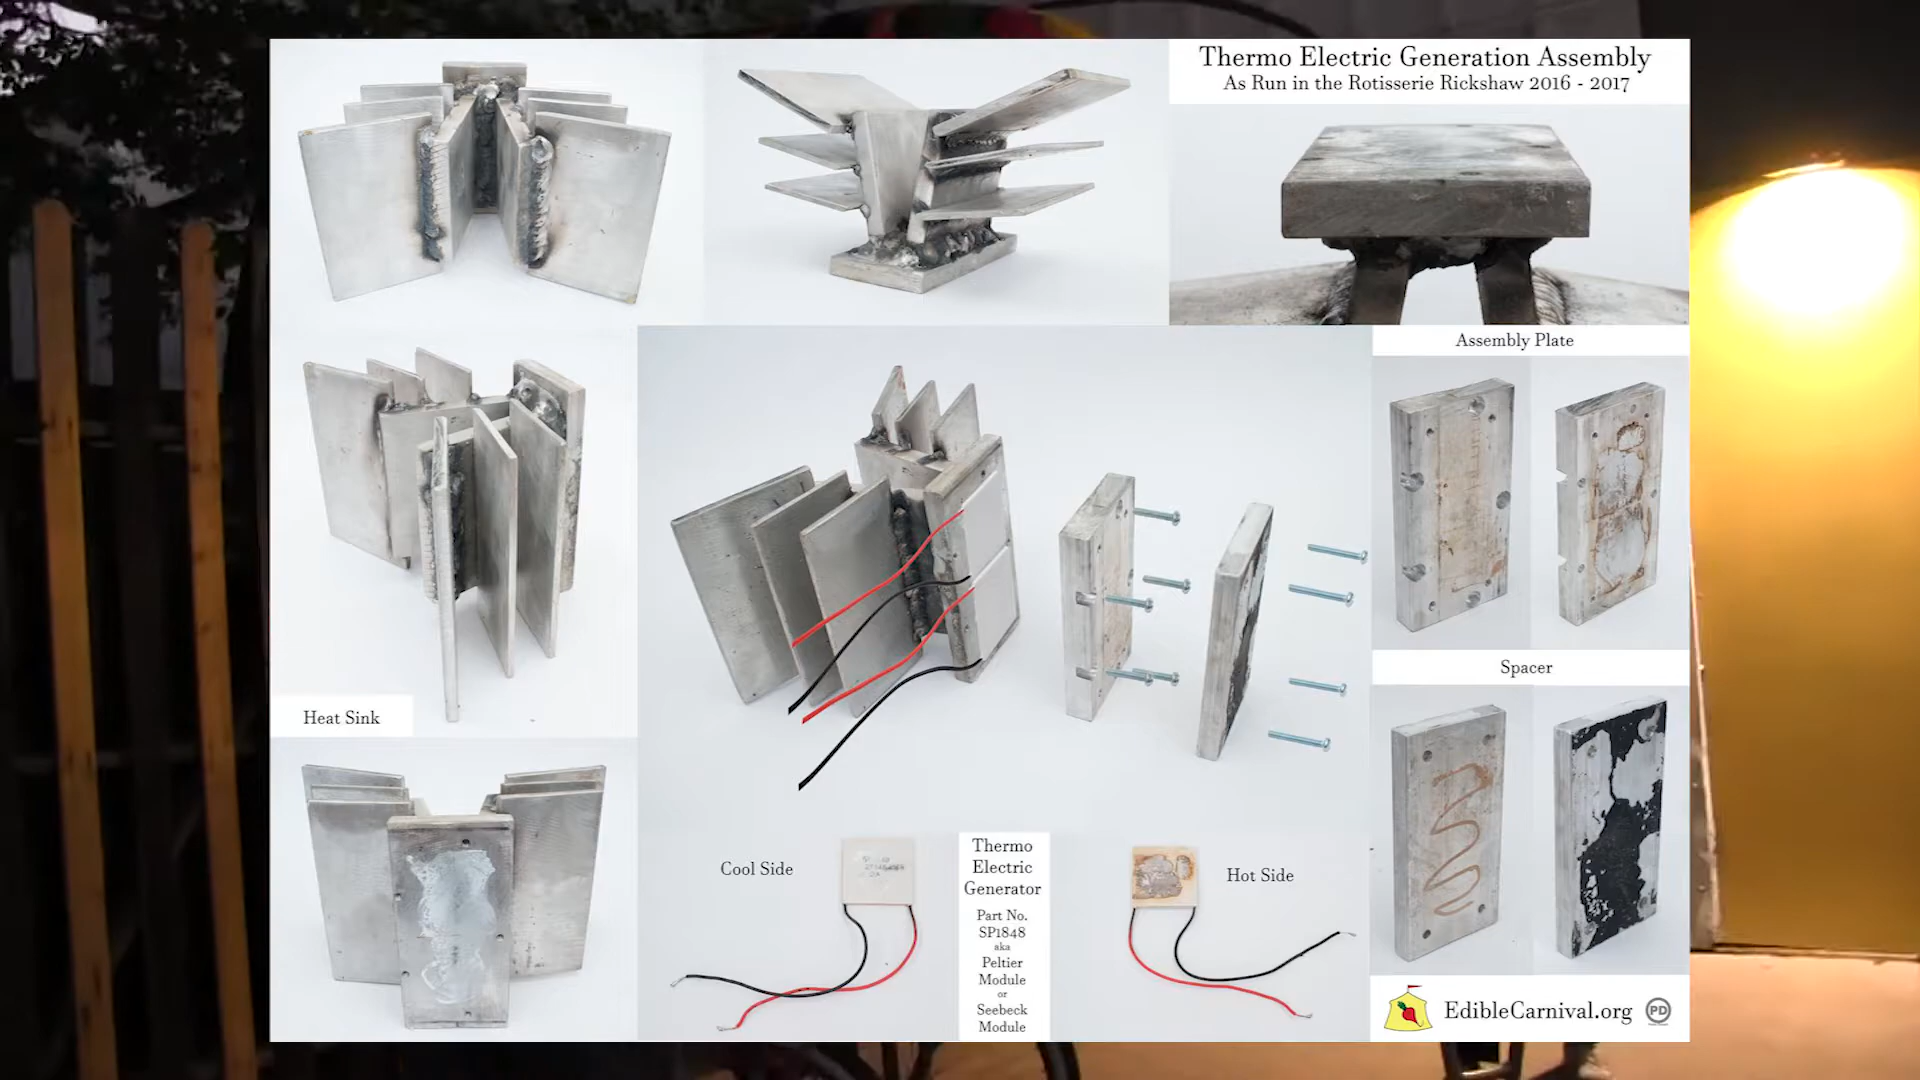 Thermo Electric Generation Assembly
As Run in the Rotisserie Rickshaw 2016 - 2017
Assembly Plate
Spacer
Heat Sink
Cool Side
Thermo
Electric
Generator
Part No.
SP1848
aka
Peltier
Module
or
Seebeck
Module
Hot Side
EdibleCarnival.org
PD